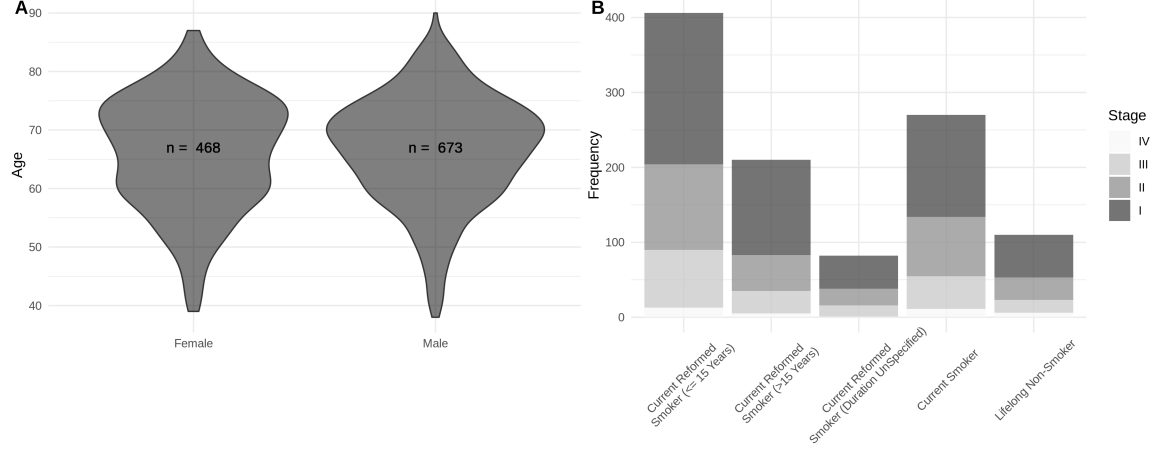 A
90
80
70
60
50
40
Age
n = 468
n = 673
Female
Male
B
400
300
200
100
0
Frequency
Current Reformed
Smoker (<= 15 Years)
Current Reformed
Smoker (>15 Years)
Current Reformed
Smoker (Duration UnSpecified)
Current Smoker
Lifelong Non-Smoker
Stage
IV
III
II
I